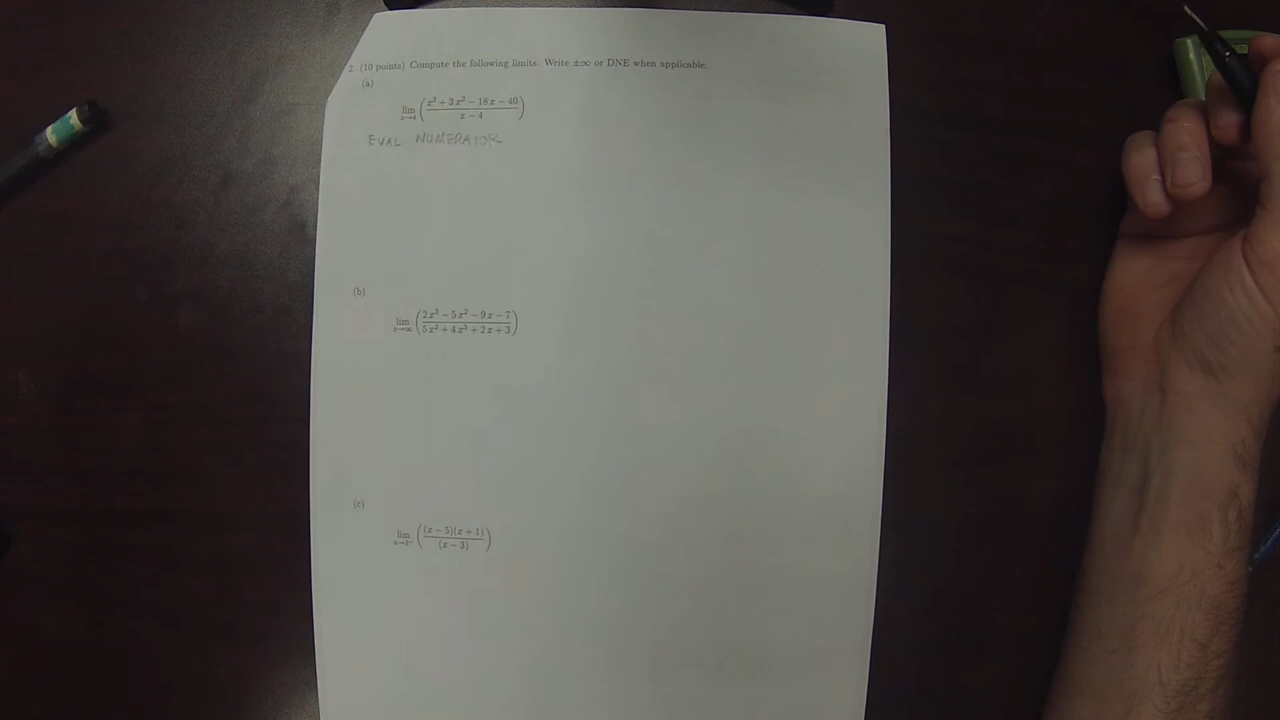 2. (10 points) Compute the following limits. Write ±∞ or DNE when applicable.
(a)
lim x→4 ( (x³ + 3x² − 18x − 40) / (x − 4) )
EVAL NUMERATOR
(b)
lim x→∞ ( (2x³ − 5x² − 9x − 7) / (5x² + 4x³ + 2x + 3) )
(c)
lim x→3⁻ ( (x − 5)(x + 1) / (x − 3) )